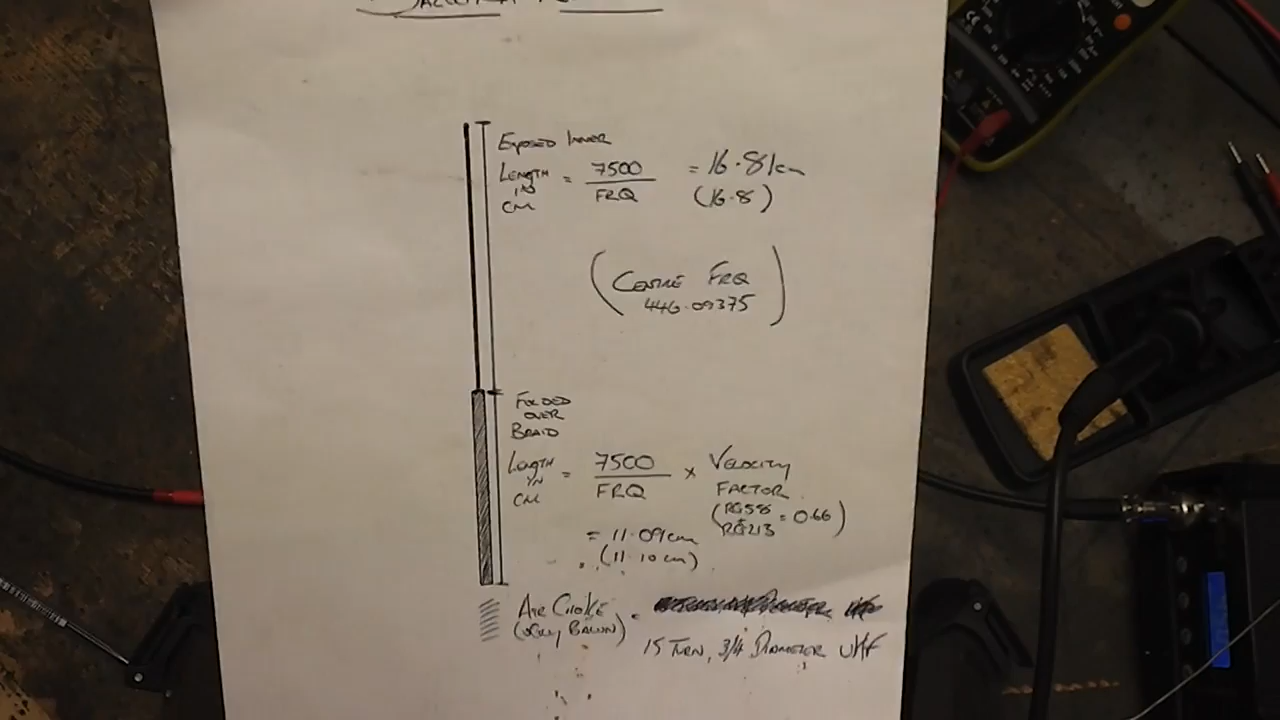 EXPOSED INNER
LENGTH IN CM = 7500 / FRQ = 16.81cm
(16.8)
(CENTRE FRQ
446.09375)
FOLDED
OVER
BRAID
LENGTH IN CM = 7500 / FRQ x VELOCITY
FACTOR
(RG58
RG213 = 0.66)
= 11.09cm
(11.10cm)
AIR CHOKE =
(UGLY BALUN)
15 TURN, 3/4 DIAMETER UHF